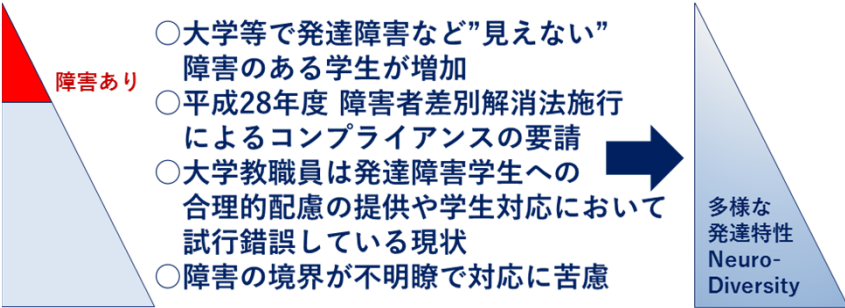 障害あり
○大学等で発達障害など”見えない”
障害のある学生が増加
○平成28年度 障害者差別解消法施行
によるコンプライアンスの要請
○大学教職員は発達障害学生への
合理的配慮の提供や学生対応において
試行錯誤している現状
○障害の境界が不明瞭で対応に苦慮
多様な
発達特性
Neuro-
Diversity